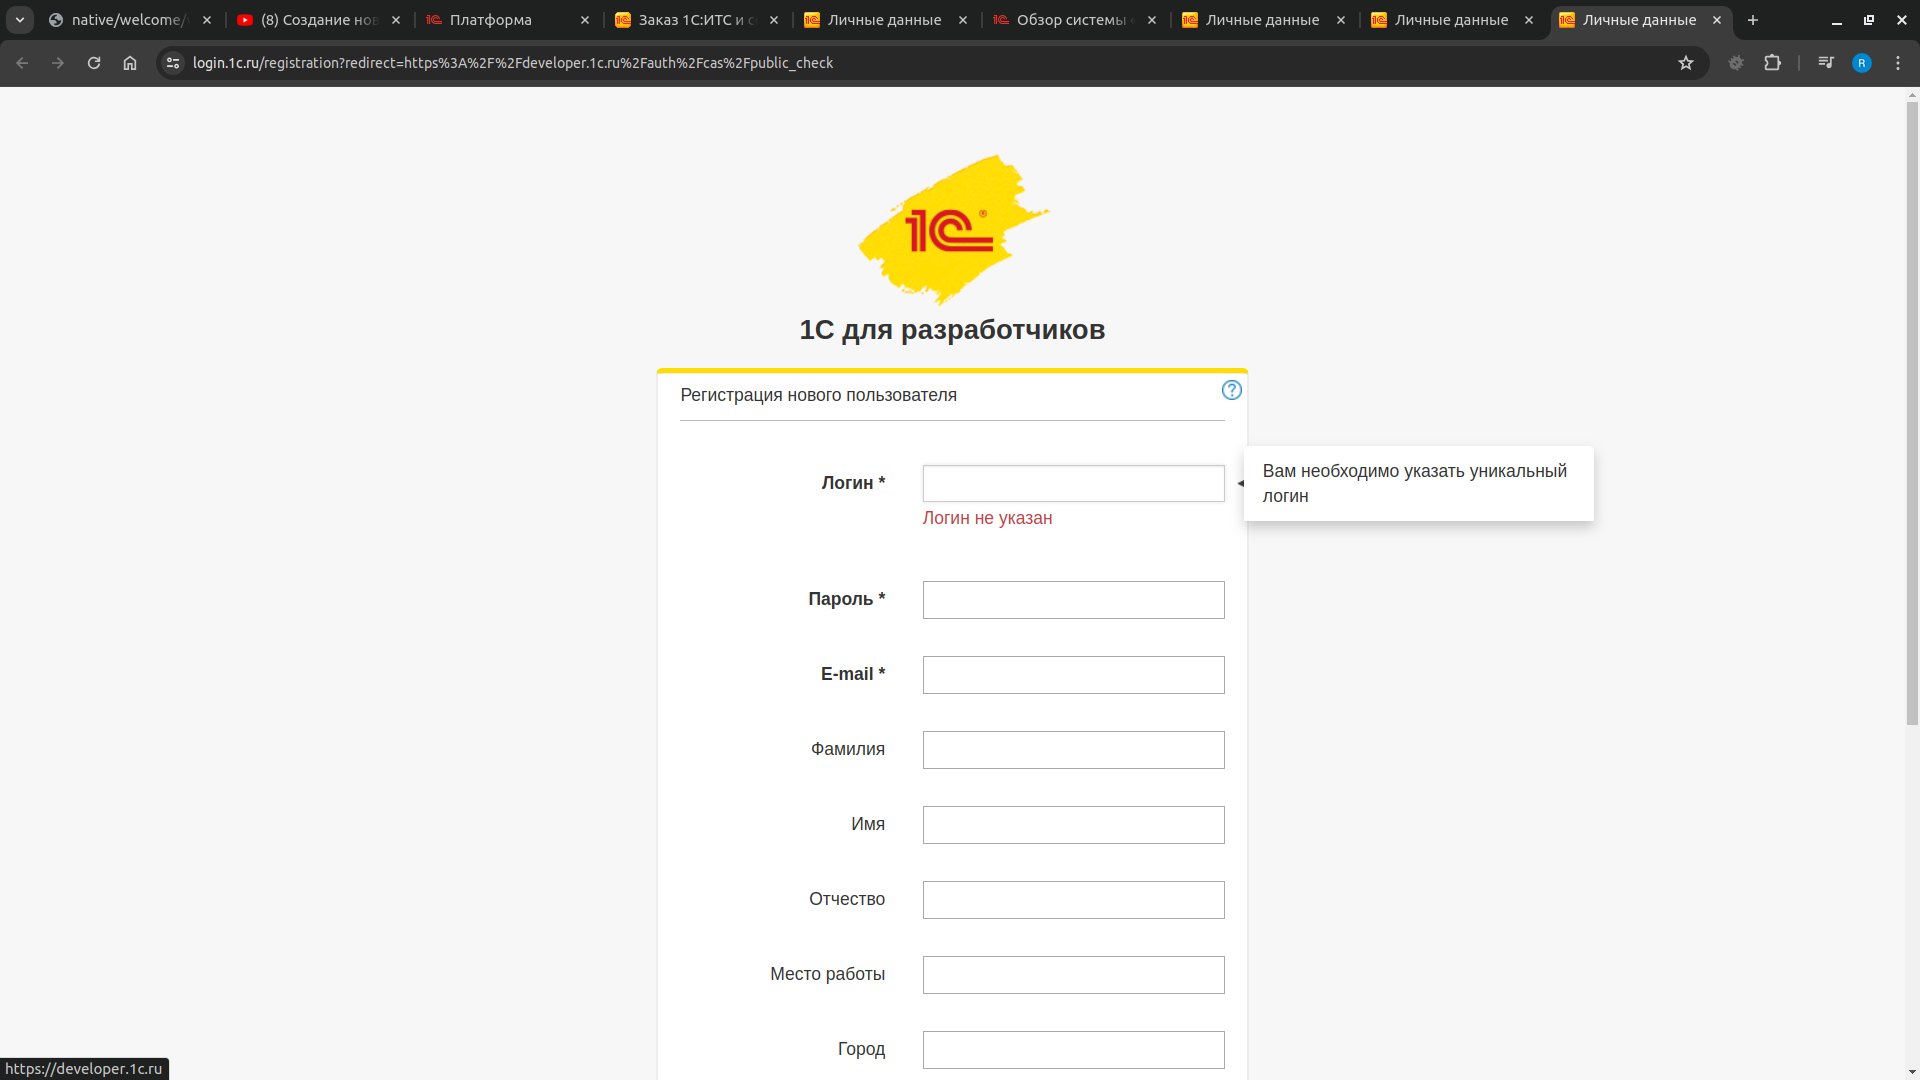 native/welcome/
(8) Создание нов
Платформа
Заказ 1С:ИТС и с
Личные данные
Обзор системы
Личные данные
Личные данные
Личные данные
login.1c.ru/registration?redirect=https%3A%2F%2Fdeveloper.1c.ru%2Fauth%2Fcas%2Fpublic_check
R
1С®
1С для разработчиков
Регистрация нового пользователя
?
Логин *
Вам необходимо указать уникальный
логин
Логин не указан
Пароль *
E-mail *
Фамилия
Имя
Отчество
Место работы
Город
https://developer.1c.ru